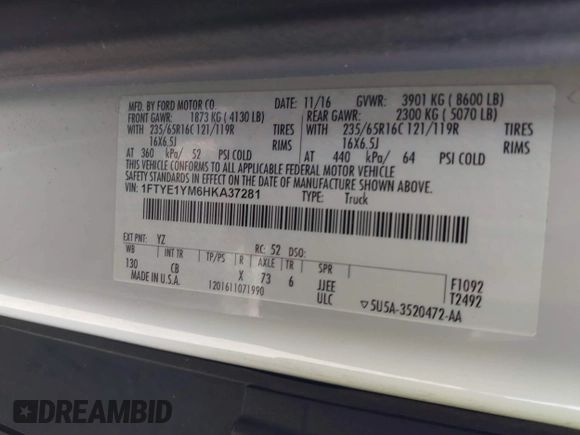 MFD. BY FORD MOTOR CO. DATE: 11/16 GVWR: 3901 KG ( 8600 LB)
FRONT GAWR: 1873 KG ( 4130 LB) REAR GAWR: 2300 KG ( 5070 LB)
WITH 235/65R16C 121/119R TIRES WITH 235/65R16C 121/119R TIRES
16X6.5J RIMS 16X6.5J RIMS
AT 360 kPa/ 52 PSI COLD AT 440 kPa/ 64 PSI COLD
THIS VEHICLE CONFORMS TO ALL APPLICABLE FEDERAL MOTOR VEHICLE
SAFETY STANDARDS IN EFFECT ON THE DATE OF MANUFACTURE SHOWN ABOVE.
VIN: 1FTYE1YM6HKA37281 TYPE: Truck
EXT PNT: YZ RC: 52 DSO:
WB INT TR TP/PS R AXLE TR SPR
130 CB X 73 6 JJEE F1092
MADE IN U.S.A. 1201611071990 ULC T2492
▽5U5A-3520472-AA
DREAMBID